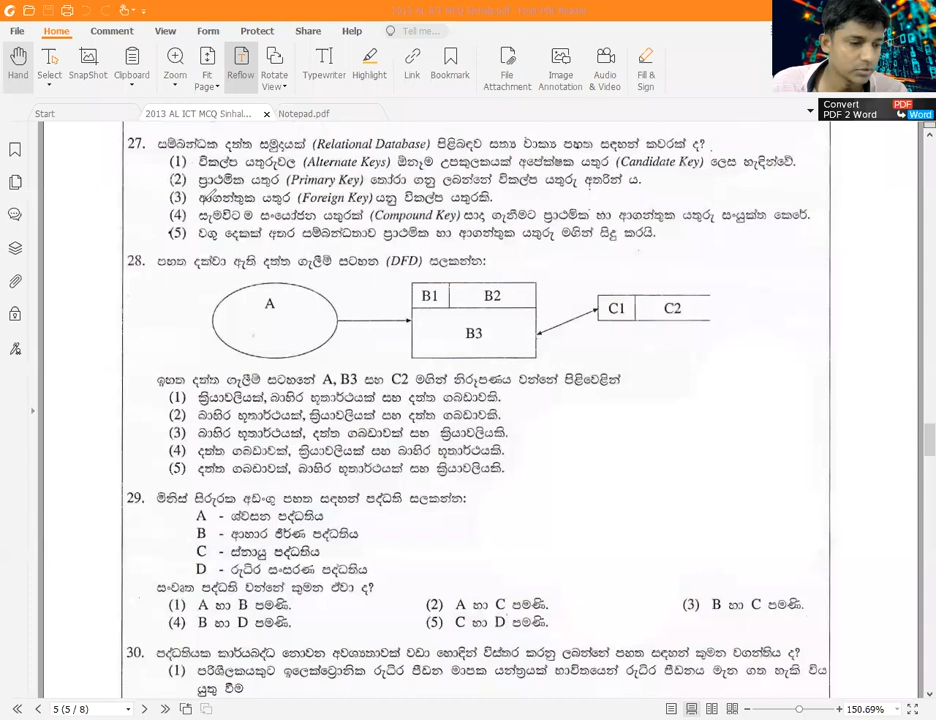 2013 AL ICT MCQ Sinhala.pdf - Foxit PDF Reader
File Home Comment View Form Protect Share Help Tell me...
Hand Select SnapShot Clipboard Zoom Fit Page Reflow Rotate View Typewriter Highlight Link Bookmark File Attachment Image Annotation Audio & Video Fill & Sign
Start 2013 AL ICT MCQ Sinhal... Notepad.pdf
Convert PDF
PDF 2 Word Word
27. සම්බන්ධක දත්ත සමුදායක් (Relational Database) පිළිබඳව සත්‍ය වාක්‍ය පහත සඳහන් කවරක් ද?
(1) විකල්ප යතුරුවල (Alternate Keys) ඕනෑම උපකුලකයක් අපේක්ෂක යතුර (Candidate Key) ලෙස හැඳින්වේ.
(2) ප්‍රාථමික යතුර (Primary Key) තෝරා ගනු ලබන්නේ විකල්ප යතුරු අතරින් ය.
(3) ආගන්තුක යතුර (Foreign Key) යනු විකල්ප යතුරකි.
(4) සැමවිටම සංයෝජන යතුරක් (Compound Key) සාදා ගැනීමට ප්‍රාථමික හා ආගන්තුක යතුරු සංයුක්ත කෙරේ.
(5) වගු දෙකක් අතර සම්බන්ධතාව ප්‍රාථමික හා ආගන්තුක යතුරු මගින් සිදු කරයි.
28. පහත දක්වා ඇති දත්ත ගැලීම් සටහන (DFD) සලකන්න:
A
B1 B2
B3
C1 C2
ඉහත දත්ත ගැලීම් සටහනේ A, B3 සහ C2 මගින් නිරූපණය වන්නේ පිළිවෙළින්
(1) ක්‍රියාවලියක්, බාහිර භූතාර්ථයක් සහ දත්ත ගබඩාවකි.
(2) බාහිර භූතාර්ථයක්, ක්‍රියාවලියක් සහ දත්ත ගබඩාවකි.
(3) බාහිර භූතාර්ථයක්, දත්ත ගබඩාවක් සහ ක්‍රියාවලියකි.
(4) දත්ත ගබඩාවක්, ක්‍රියාවලියක් සහ බාහිර භූතාර්ථයකි.
(5) දත්ත ගබඩාවක්, බාහිර භූතාර්ථයක් සහ ක්‍රියාවලියකි.
29. මිනිස් සිරුරක අඩංගු පහත සඳහන් පද්ධති සලකන්න:
A - ශ්වසන පද්ධතිය
B - ආහාර ජීර්ණ පද්ධතිය
C - ස්නායු පද්ධතිය
D - රුධිර සංසරණ පද්ධතිය
සංවෘත පද්ධති වන්නේ කුමන ඒවා ද?
(1) A හා B පමණි. (2) A හා C පමණි. (3) B හා C පමණි.
(4) B හා D පමණි. (5) C හා D පමණි.
30. පද්ධතියක කාර්යබද්ධ නොවන අවශ්‍යතාවක් වඩා හොඳින් විස්තර කරනු ලබන්නේ පහත සඳහන් කුමන වගන්තිය ද?
(1) පරිශීලකයකුට ඉලෙක්ට්‍රොනික රුධිර පීඩන මාපක යන්ත්‍රයක් භාවිතයෙන් රුධිර පීඩනය මැන ගත හැකි විය
යුතු වීම
5 (5 / 8) 150.69%